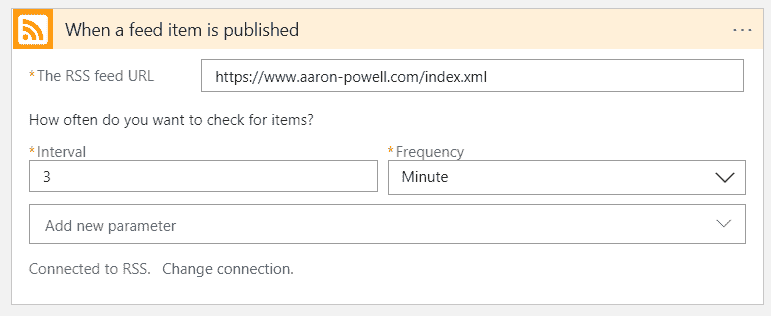 When a feed item is published
*The RSS feed URL https://www.aaron-powell.com/index.xml
How often do you want to check for items?
*Interval *Frequency
3 Minute
Add new parameter
Connected to RSS. Change connection.